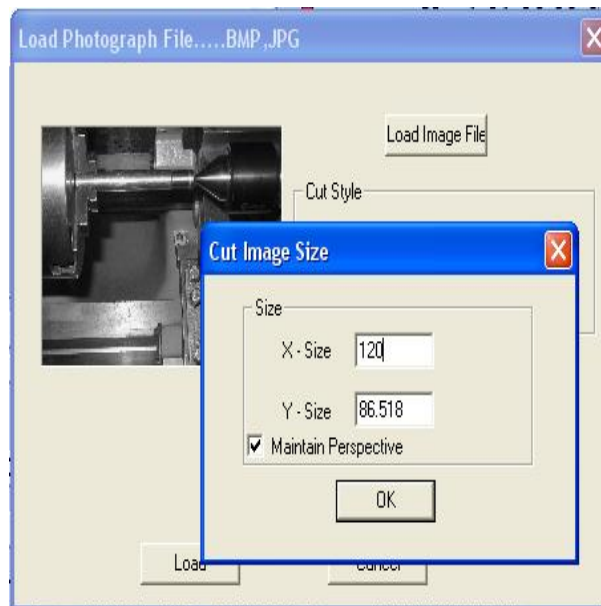 Load Photograph File.....BMP,JPG
Load Image File
Cut Style
Cut Image Size
Size
X - Size 120
Y - Size 86.518
Maintain Perspective
OK
Load
Cancel